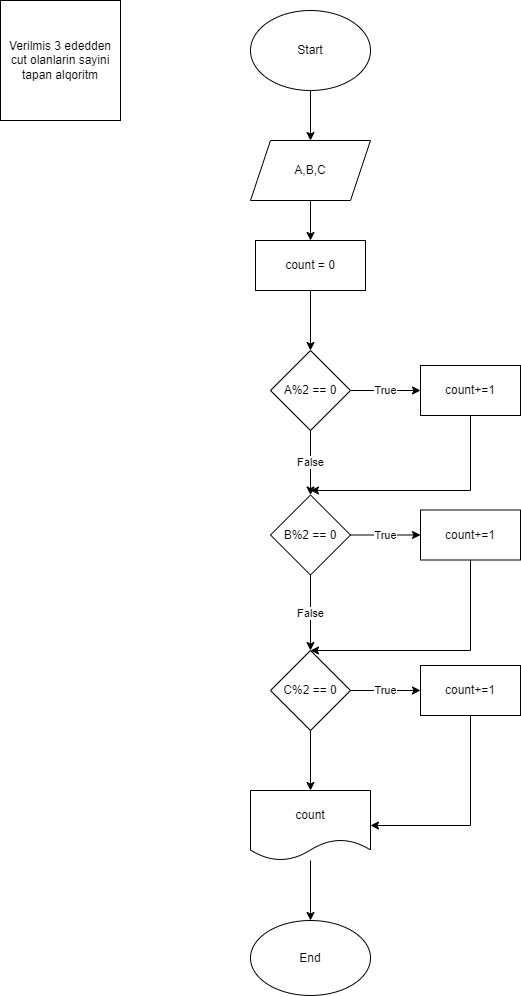 Verilmis 3 ededden
cut olanlarin sayini
tapan alqoritm
Start
A,B,C
count = 0
A%2 == 0
True
count+=1
False
B%2 == 0
True
count+=1
False
C%2 == 0
True
count+=1
count
End